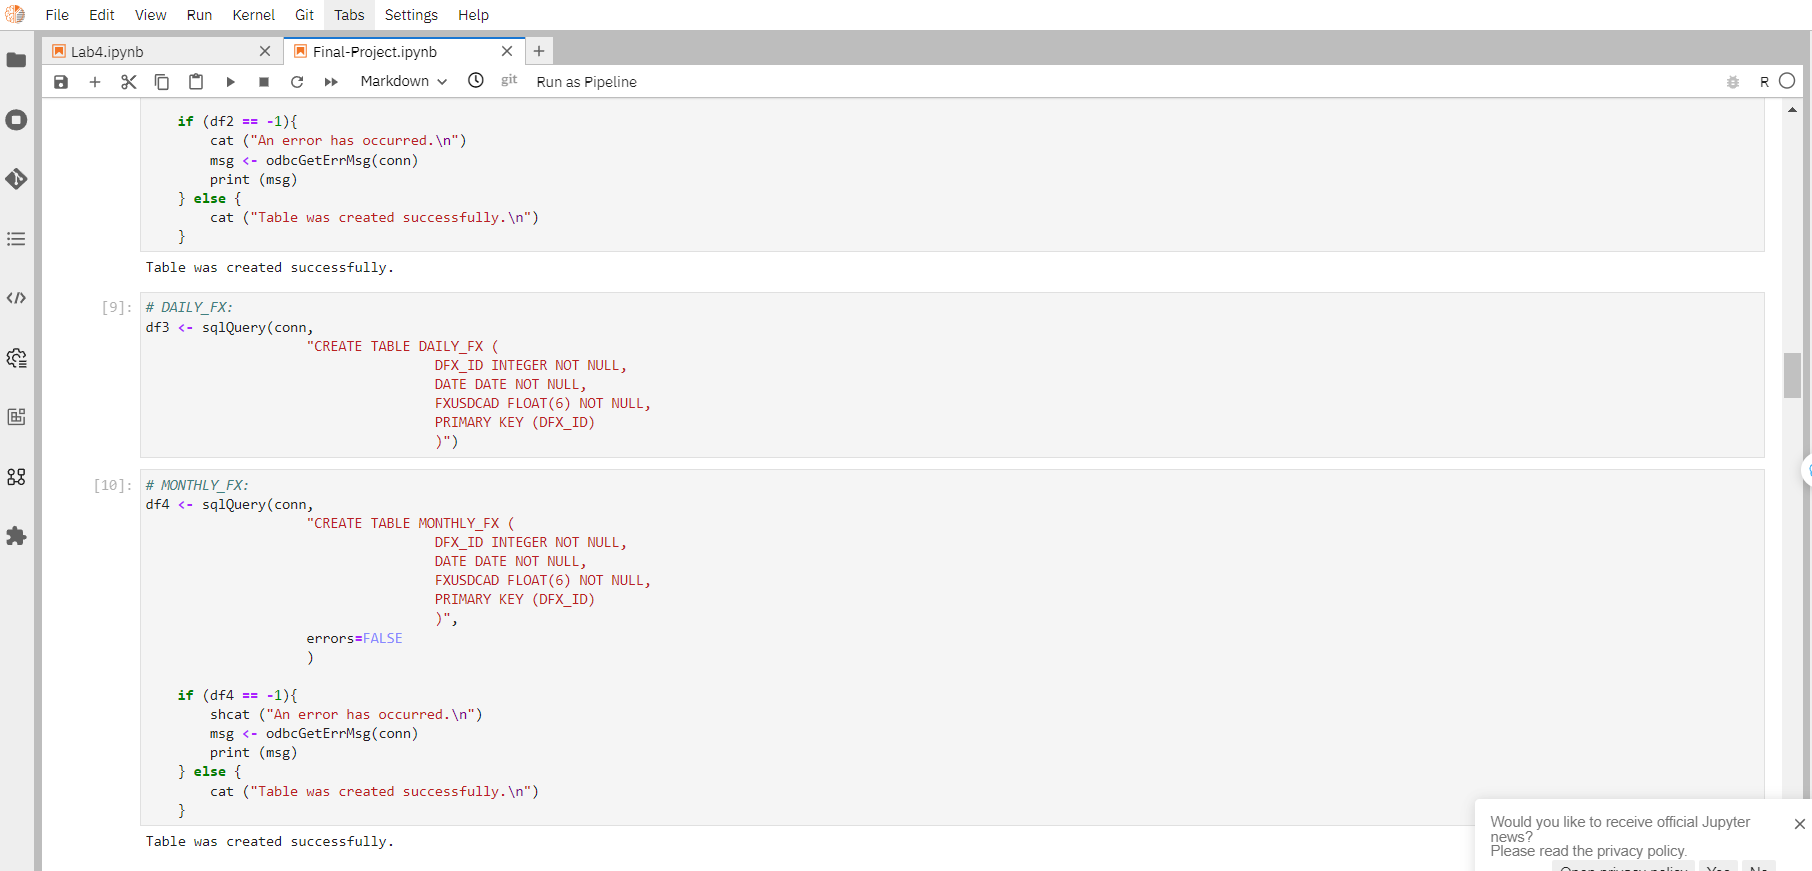 File Edit View Run Kernel Git Tabs Settings Help
Lab4.ipynb Final-Project.ipynb
Markdown git Run as Pipeline R
if (df2 == -1){
cat ("An error has occurred.\n")
msg <- odbcGetErrMsg(conn)
print (msg)
} else {
cat ("Table was created successfully.\n")
}
Table was created successfully.
[9]: # DAILY_FX:
df3 <- sqlQuery(conn,
"CREATE TABLE DAILY_FX (
DFX_ID INTEGER NOT NULL,
DATE DATE NOT NULL,
FXUSDCAD FLOAT(6) NOT NULL,
PRIMARY KEY (DFX_ID)
)")
[10]: # MONTHLY_FX:
df4 <- sqlQuery(conn,
"CREATE TABLE MONTHLY_FX (
DFX_ID INTEGER NOT NULL,
DATE DATE NOT NULL,
FXUSDCAD FLOAT(6) NOT NULL,
PRIMARY KEY (DFX_ID)
)",
errors=FALSE
)
if (df4 == -1){
shcat ("An error has occurred.\n")
msg <- odbcGetErrMsg(conn)
print (msg)
} else {
cat ("Table was created successfully.\n")
}
Table was created successfully.
Would you like to receive official Jupyter
news?
Please read the privacy policy.
Open privacy policy Yes No